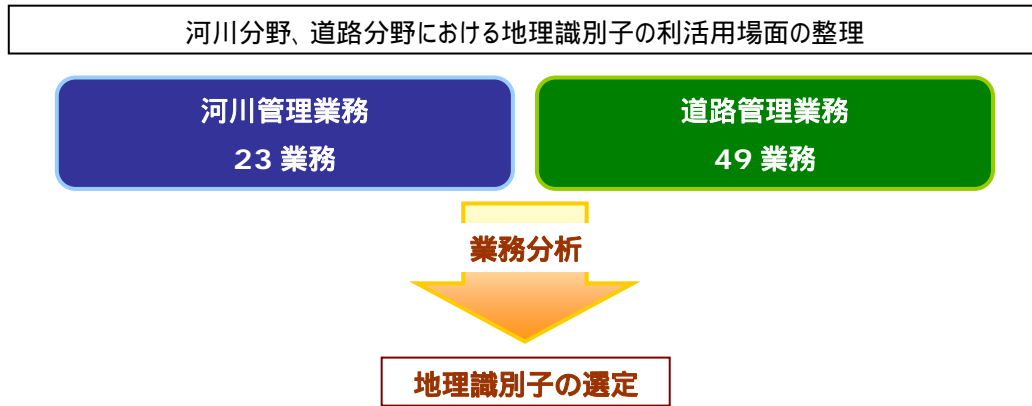 河川分野、道路分野における地理識別子の利活用場面の整理
河川管理業務
23 業務
道路管理業務
49 業務
業務分析
地理識別子の選定